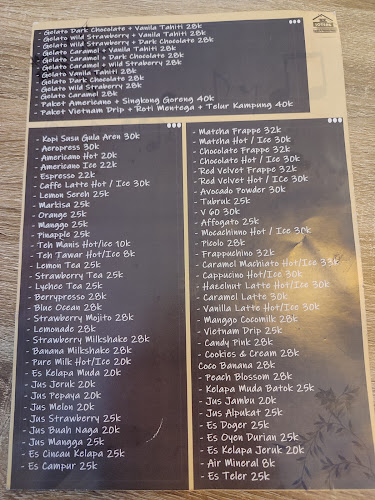 - Gelato Dark Chocolate + Vanila Tahiti 28k
- Gelato Wild Strawberry + Vanila Tahiti 28k
- Gelato Wild Strawberry + Dark Chocolate 28k
- Gelato Caramel + Vanila Tahiti 28k
- Gelato Caramel + Dark Chocolate 28k
- Gelato Caramel + Wild Straberry 28k
- Gelato Vanila Tahiti 28k
- Gelato Dark Chocolate 28k
- Gelato Wild Straberry 28k
- Gelato Caramel 28k
- Paket Americano + Singkong Goreng 40k
- Paket Vietnam Drip + Roti Mentega + Telur Kampung 40k
- Kopi Susu Gula Aren 30k
- Aeropress 30k
- Americano Hot 20k
- Americano Ice 22k
- Espresso 22k
- Caffe Latte Hot / Ice 30k
- Lemon Sereh 25k
- Markisa 25k
- Orange 25k
- Manggo 25k
- Pinapple 25k
- Teh Manis Hot/Ice 10k
- Teh Tawar Hot/Ice 8k
- Lemon Tea 25k
- Strawberry Tea 25k
- Lychee Tea 25k
- Berrypresso 28k
- Blue Ocean 28k
- Strawberry Mojito 28k
- Lemonade 28k
- Strawberry Milkshake 28k
- Banana Milkshake 28k
- Pure Milk Hot/Ice 20k
- Es Kelapa Muda 20k
- Jus Jeruk 20k
- Jus Pepaya 20k
- Jus Melon 20k
- Jus Strawberry 25k
- Jus Buah Naga 20k
- Jus Mangga 25k
- Es Cincau Kelapa 25k
- Es Campur 25k
- Matcha Frappe 32k
- Matcha Hot / Ice 30k
- Chocolate Frappe 32k
- Chocolate Hot / Ice 30k
- Red Velvet Frappe 32k
- Red Velvet Hot / Ice 30k
- Avocado Powder 30k
- Tubruk 25k
- V 60 30k
- Affogato 25k
- Mocachinno Hot / Ice 30k
- Picolo 28k
- Frappuchino 32k
- Caramel Machiato Hot/Ice 33k
- Cappucino Hot/Ice 30k
- Hazelnut Latte Hot/Ice 30k
- Caramel Latte 30k
- Vanilla Latte Hot/Ice 30k
- Manggo Cocomilk 28k
- Vietnam Drip 25k
- Candy Pink 28k
- Cookies & Cream 28k
Coco Banana 28k
- Peach Blossom 28k
- Kelapa Muda Batok 25k
- Jus Jambu 20k
- Jus Alpukat 25k
- Es Doger 25k
- Es Oyen Durian 25k
- Es Kelapa Jeruk 20k
- Air Mineral 8k
- Es Teler 25k